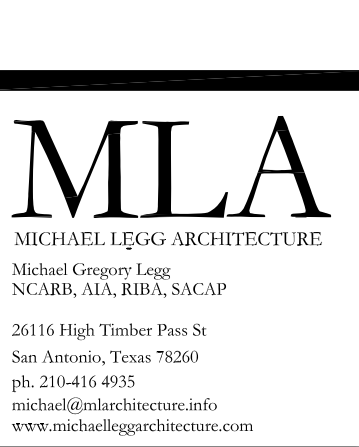 MLA
MICHAEL LEGG ARCHITECTURE
Michael Gregory Legg
NCARB, AIA, RIBA, SACAP
26116 High Timber Pass St
San Antonio, Texas 78260
ph. 210-416 4935
michael@mlarchitecture.info
www.michaelleggarchitecture.com